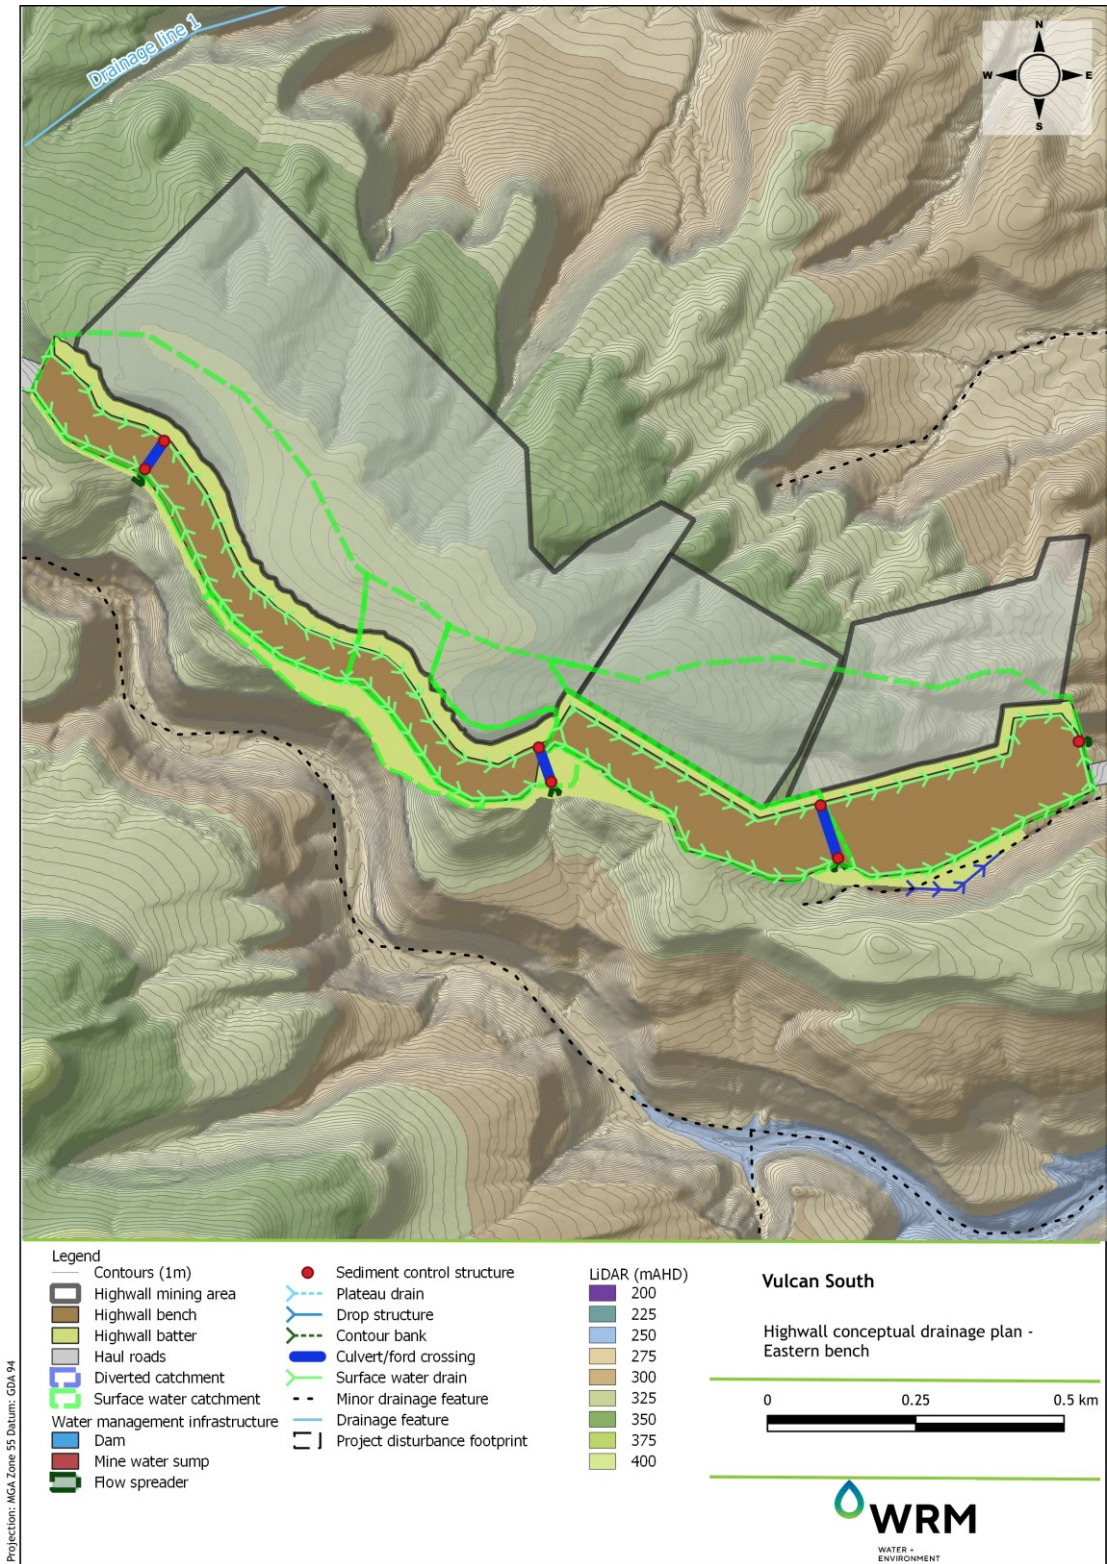 Drainage line 1
N
W
E
S
Projection: MGA Zone 55 Datum: GDA 94
Legend
Contours (1m)
Highwall mining area
Highwall bench
Highwall batter
Haul roads
Diverted catchment
Surface water catchment
Water management infrastructure
Dam
Mine water sump
Flow spreader
Sediment control structure
Plateau drain
Drop structure
Contour bank
Culvert/ford crossing
Surface water drain
Minor drainage feature
Drainage feature
Project disturbance footprint
LiDAR (mAHD)
200
225
250
275
300
325
350
375
400
Vulcan South
Highwall conceptual drainage plan -
Eastern bench
0 0.25 0.5 km
WRM
WATER +
ENVIRONMENT